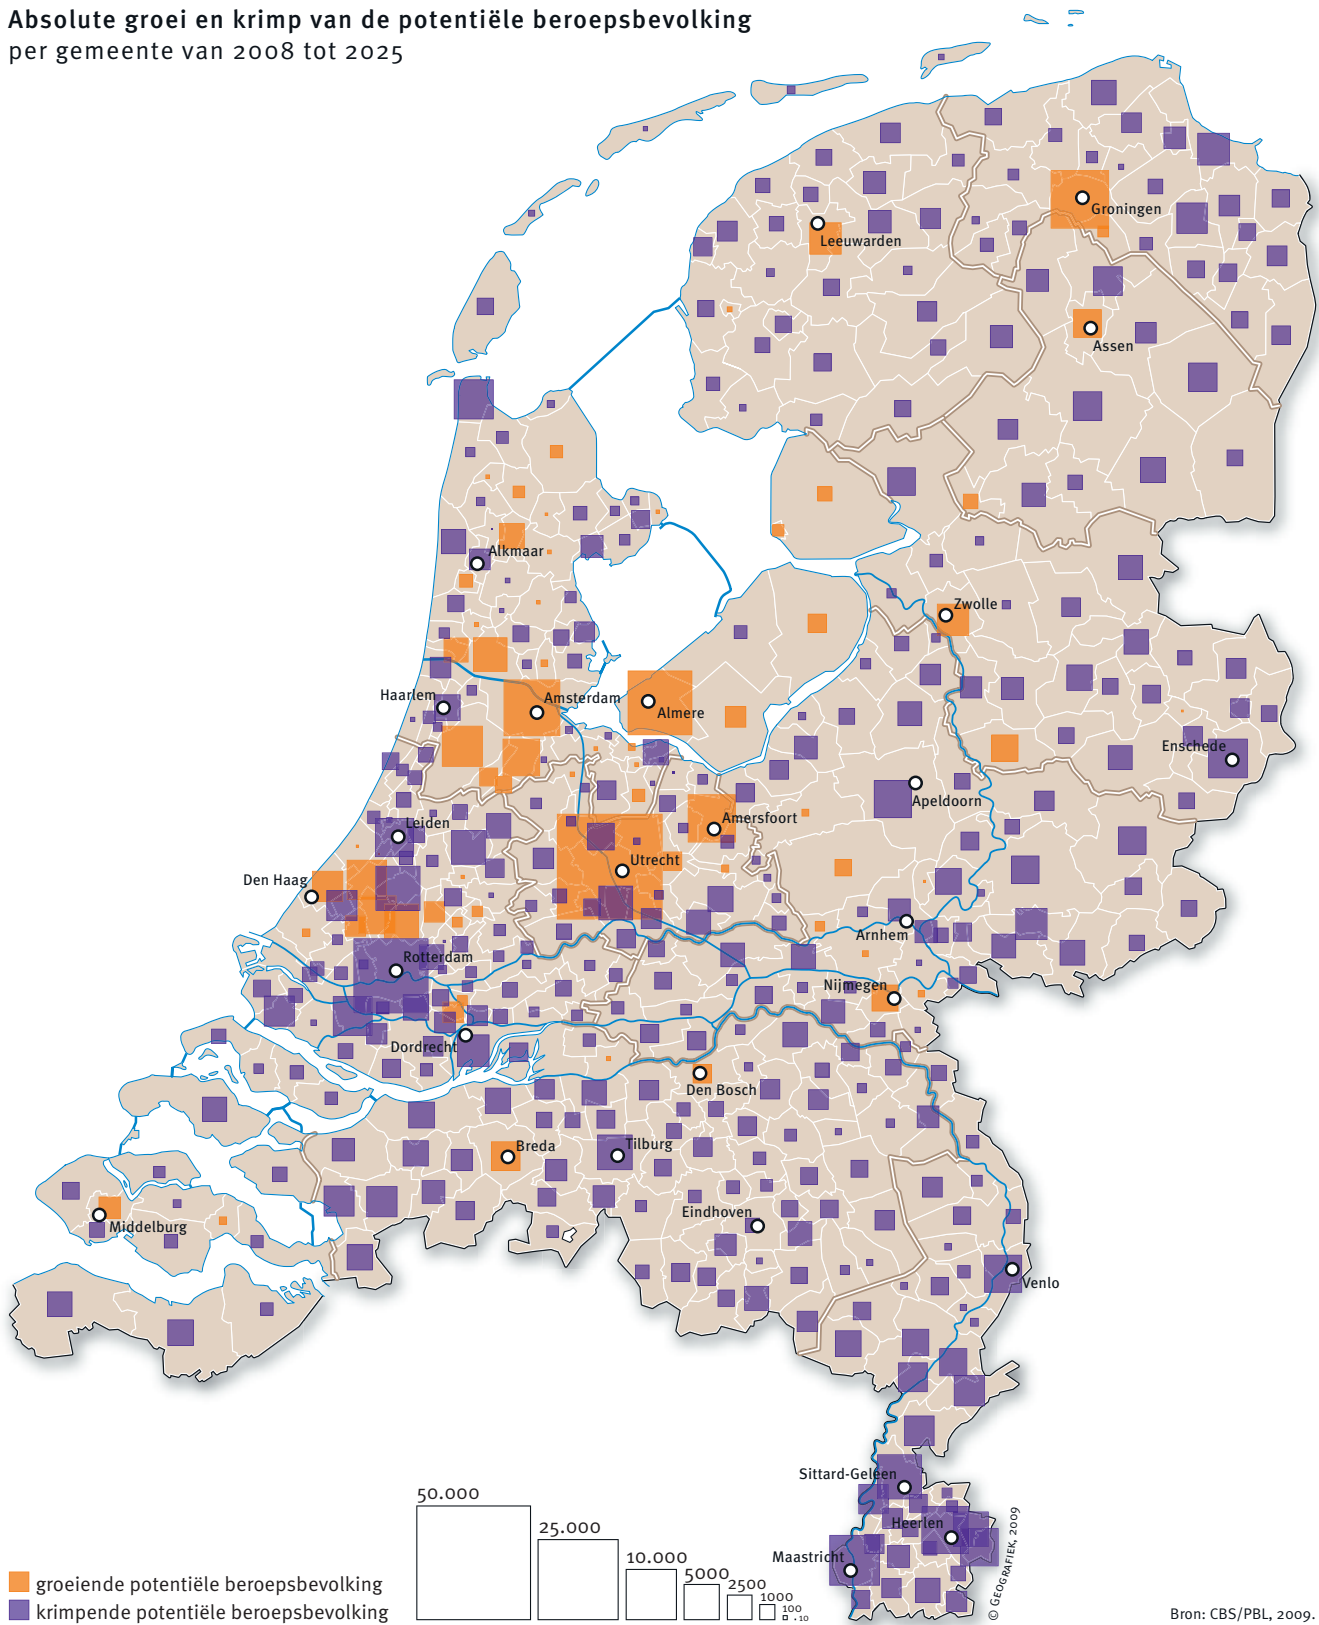 Absolute groei en krimp van de potentiële beroepsbevolking
per gemeente van 2008 tot 2025
Groningen
Leeuwarden
Assen
Alkmaar
Zwolle
Haarlem
Amsterdam
Almere
Enschede
Apeldoorn
Leiden
Amersfoort
Utrecht
Den Haag
Arnhem
Rotterdam
Nijmegen
Dordrecht
Den Bosch
Breda
Tilburg
Middelburg
Eindhoven
Venlo
Sittard-Geleen
Heerlen
Maastricht
50.000
25.000
10.000
5000
2500
1000
100
10
groeiende potentiële beroepsbevolking
krimpende potentiële beroepsbevolking
© Geografiek, 2009
Bron: CBS/PBL, 2009.